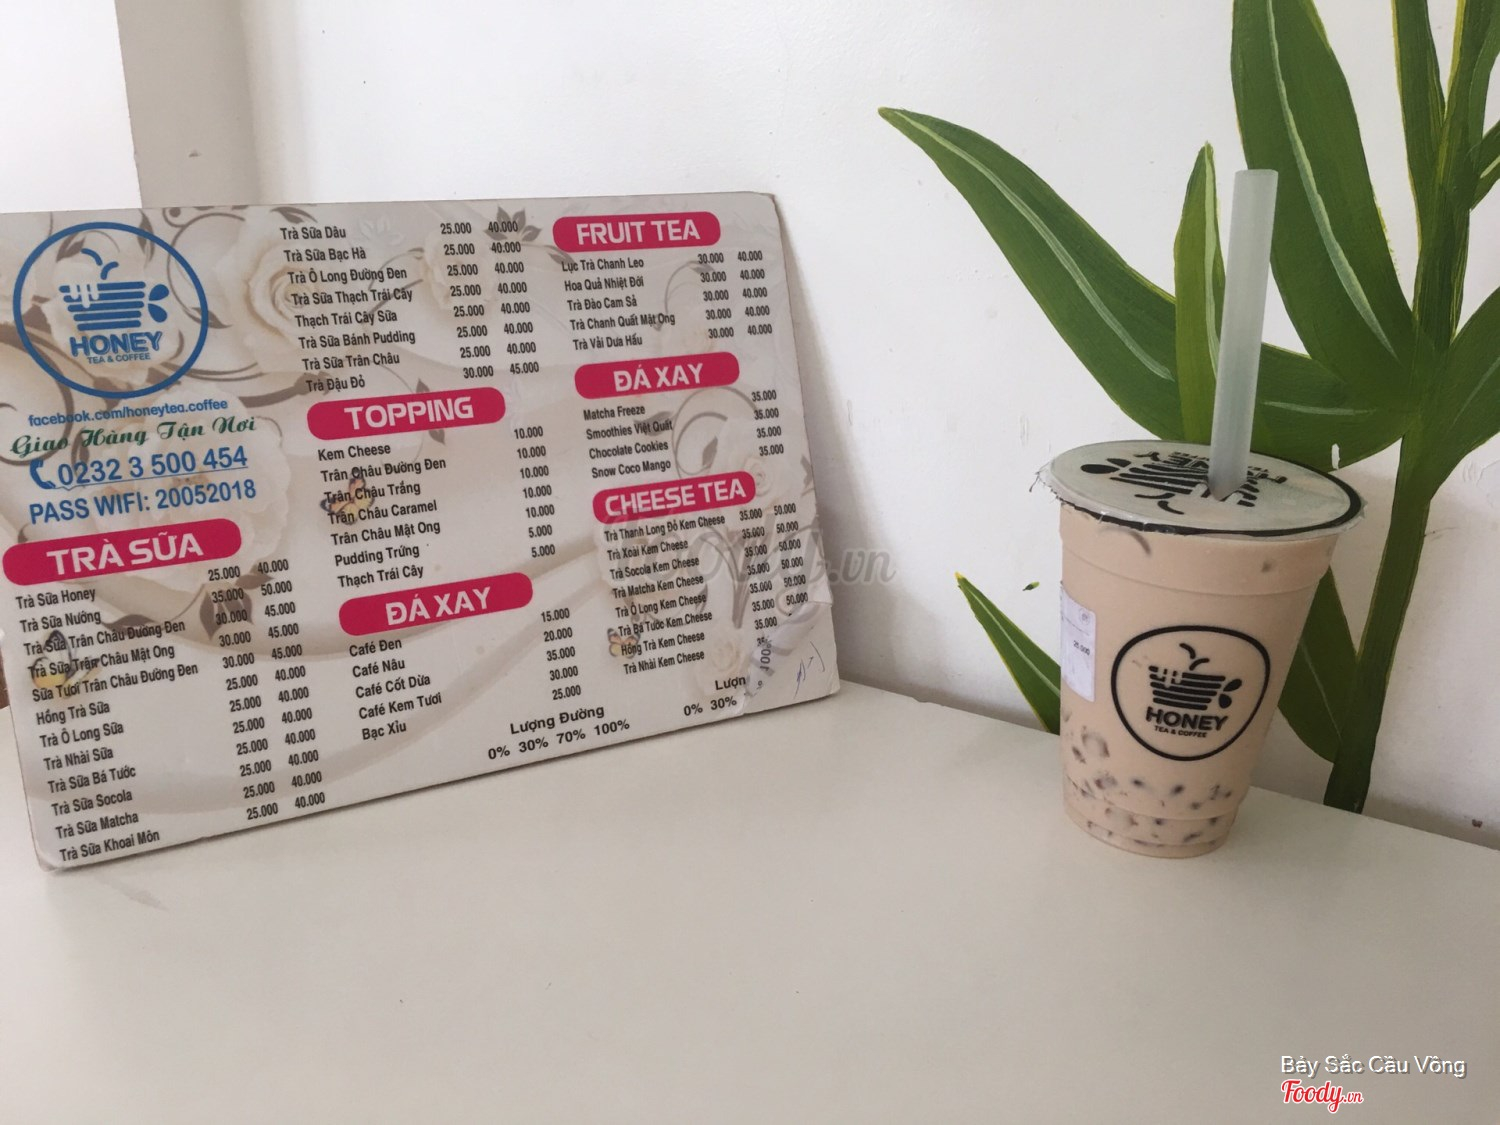 HONEY
TEA & COFFEE
facebook.com/honeytea.coffee
Giao Hàng Tận Nơi
0232 3 500 454
PASS WIFI: 20052018
TRÀ SỮA
Trà Sữa Honey 25.000 40.000
Trà Sữa Nướng 35.000 50.000
Trà Sữa Trân Châu Đường Đen 30.000 45.000
Trà Sữa Trân Châu Mật Ong 30.000 45.000
Sữa Tươi Trân Châu Đường Đen 30.000 45.000
Hồng Trà Sữa 25.000 40.000
Trà Ô Long Sữa 25.000 40.000
Trà Nhài Sữa 25.000 40.000
Trà Sữa Bá Tước 25.000 40.000
Trà Sữa Socola 25.000 40.000
Trà Sữa Matcha 25.000 40.000
Trà Sữa Khoai Môn 25.000 40.000
Trà Sữa Dâu 25.000 40.000
Trà Sữa Bạc Hà 25.000 40.000
Trà Ô Long Đường Đen 25.000 40.000
Trà Sữa Thạch Trái Cây 25.000 40.000
Thạch Trái Cây Sữa 25.000 40.000
Trà Sữa Bánh Pudding 25.000 40.000
Trà Sữa Trân Châu 25.000 40.000
Trà Đậu Đỏ 30.000 45.000
TOPPING
Kem Cheese 10.000
Trân Châu Đường Đen 10.000
Trân Châu Trắng 10.000
Trân Châu Caramel 10.000
Trân Châu Mật Ong 10.000
Pudding Trứng 5.000
Thạch Trái Cây 5.000
ĐÁ XAY
Café Đen 15.000
Café Nâu 20.000
Café Cốt Dừa 35.000
Café Kem Tươi 30.000
Bạc Xỉu 25.000
FRUIT TEA
Lục Trà Chanh Leo 30.000 40.000
Hoa Quả Nhiệt Đới 30.000 40.000
Trà Đào Cam Sả 30.000 40.000
Trà Chanh Quất Mật Ong 30.000 40.000
Trà Vải Dưa Hấu 30.000 40.000
ĐÁ XAY
Matcha Freeze 35.000
Smoothies Việt Quất 35.000
Chocolate Cookies 35.000
Snow Coco Mango 35.000
CHEESE TEA
Trà Thanh Long Đỏ Kem Cheese 35.000 50.000
Trà Xoài Kem Cheese 35.000 50.000
Trà Socola Kem Cheese 35.000 50.000
Trà Matcha Kem Cheese 35.000 50.000
Trà Ô Long Kem Cheese 35.000 50.000
Trà Bá Tước Kem Cheese 35.000 50.000
Hồng Trà Kem Cheese 35.000
Trà Nhài Kem Cheese
Lượng Đường
0% 30% 70% 100%
Lượn
0% 30% 100%
HONEY
HONEY
TEA & COFFEE
25.000
Foody.vn
Bảy Sắc Cầu Vồng
Foody.vn